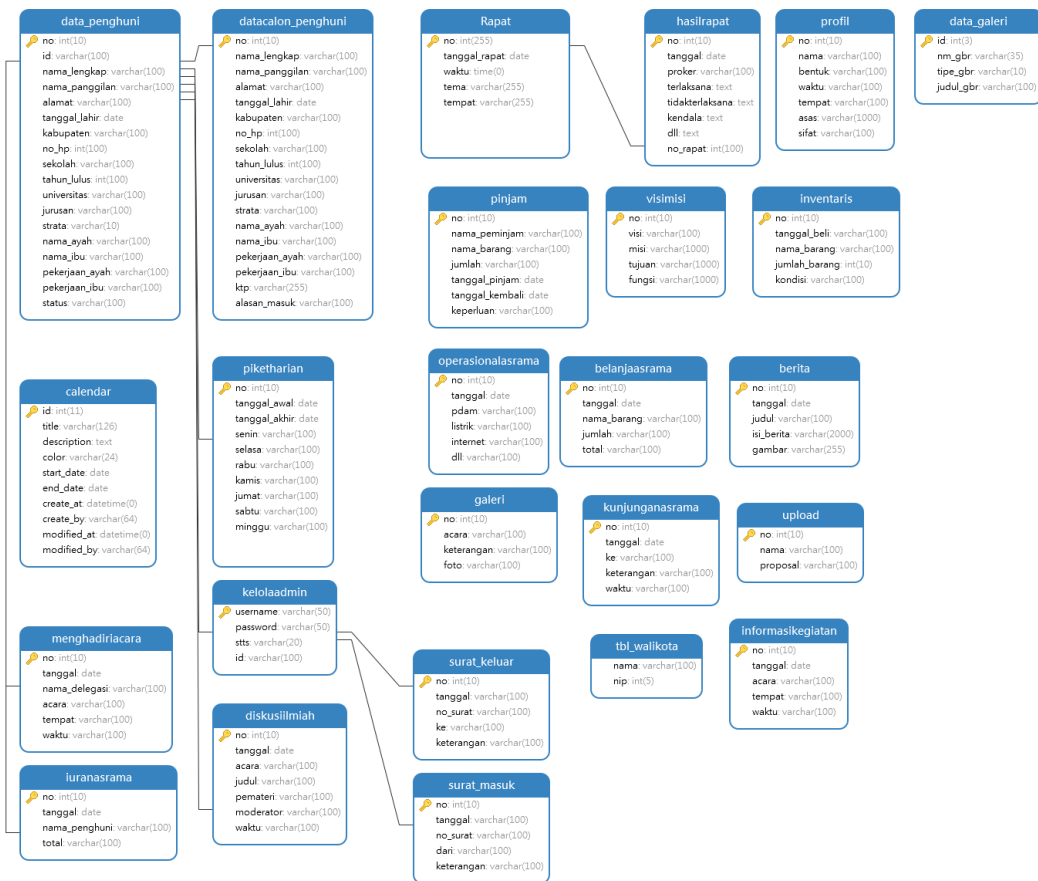 data_penghuni
no: int(10)
id: varchar(100)
nama_lengkap: varchar(100)
nama_panggilan: varchar(100)
alamat: varchar(100)
tanggal_lahir: date
kabupaten: varchar(100)
no_hp: int(100)
sekolah: varchar(100)
tahun_lulus: int(100)
universitas: varchar(100)
jurusan: varchar(100)
strata: varchar(10)
nama_ayah: varchar(100)
nama_ibu: varchar(100)
pekerjaan_ayah: varchar(100)
pekerjaan_ibu: varchar(100)
status: varchar(100)
datacalon_penghuni
no: int(10)
nama_lengkap: varchar(100)
nama_panggilan: varchar(100)
alamat: varchar(100)
tanggal_lahir: date
kabupaten: varchar(100)
no_hp: int(100)
sekolah: varchar(100)
tahun_lulus: int(100)
universitas: varchar(100)
jurusan: varchar(100)
strata: varchar(100)
nama_ayah: varchar(100)
nama_ibu: varchar(100)
pekerjaan_ayah: varchar(100)
pekerjaan_ibu: varchar(100)
ktp: varchar(255)
alasan_masuk: varchar(100)
Rapat
no: int(255)
tanggal_rapat: date
waktu: time(0)
tema: varchar(255)
tempat: varchar(255)
hasilrapat
no: int(10)
tanggal: date
proker: varchar(100)
terlaksana: text
tidakterlaksana: text
kendala: text
dll: text
no_rapat: int(100)
profil
no: int(10)
nama: varchar(100)
bentuk: varchar(100)
waktu: varchar(100)
tempat: varchar(100)
asas: varchar(1000)
sifat: varchar(100)
data_galeri
id: int(3)
nm_gbr: varchar(35)
tipe_gbr: varchar(10)
judul_gbr: varchar(100)
pinjam
no: int(10)
nama_peminjam: varchar(100)
nama_barang: varchar(100)
jumlah: varchar(100)
tanggal_pinjam: date
tanggal_kembali: date
keperluan: varchar(100)
visimisi
no: int(10)
visi: varchar(100)
misi: varchar(1000)
tujuan: varchar(1000)
fungsi: varchar(1000)
inventaris
no: int(10)
tanggal_beli: varchar(100)
nama_barang: varchar(100)
jumlah_barang: int(10)
kondisi: varchar(100)
calendar
id: int(11)
title: varchar(126)
description: text
color: varchar(24)
start_date: date
end_date: date
create_at: datetime(0)
create_by: varchar(64)
modified_at: datetime(0)
modified_by: varchar(64)
piketharian
no: int(10)
tanggal_awal: date
tanggal_akhir: date
senin: varchar(100)
selasa: varchar(100)
rabu: varchar(100)
kamis: varchar(100)
jumat: varchar(100)
sabtu: varchar(100)
minggu: varchar(100)
operasionalasrama
no: int(10)
tanggal: date
pdam: varchar(100)
listrik: varchar(100)
internet: varchar(100)
dll: varchar(100)
belanjaasrama
no: int(10)
tanggal: date
nama_barang: varchar(100)
jumlah: varchar(100)
total: varchar(100)
berita
no: int(10)
tanggal: date
judul: varchar(100)
isi_berita: varchar(2000)
gambar: varchar(255)
galeri
no: int(10)
acara: varchar(100)
keterangan: varchar(100)
foto: varchar(100)
kunjunganasrama
no: int(10)
tanggal: date
ke: varchar(100)
keterangan: varchar(100)
waktu: varchar(100)
upload
no: int(10)
nama: varchar(100)
proposal: varchar(100)
kelolaadmin
username: varchar(50)
password: varchar(50)
stts: varchar(20)
id: varchar(100)
menghadiriacara
no: int(10)
tanggal: date
nama_delegasi: varchar(100)
acara: varchar(100)
tempat: varchar(100)
waktu: varchar(100)
surat_keluar
no: int(10)
tanggal: varchar(100)
no_surat: varchar(100)
ke: varchar(100)
keterangan: varchar(100)
tbl_walikota
nama: varchar(100)
nip: int(5)
informasikegiatan
no: int(10)
tanggal: date
acara: varchar(100)
tempat: varchar(100)
waktu: varchar(100)
diskusiilmiah
no: int(10)
tanggal: date
acara: varchar(100)
judul: varchar(100)
pemateri: varchar(100)
moderator: varchar(100)
waktu: varchar(100)
iuranasrama
no: int(10)
tanggal: date
nama_penghuni: varchar(100)
total: varchar(100)
surat_masuk
no: int(10)
tanggal: varchar(100)
no_surat: varchar(100)
dari: varchar(100)
keterangan: varchar(100)